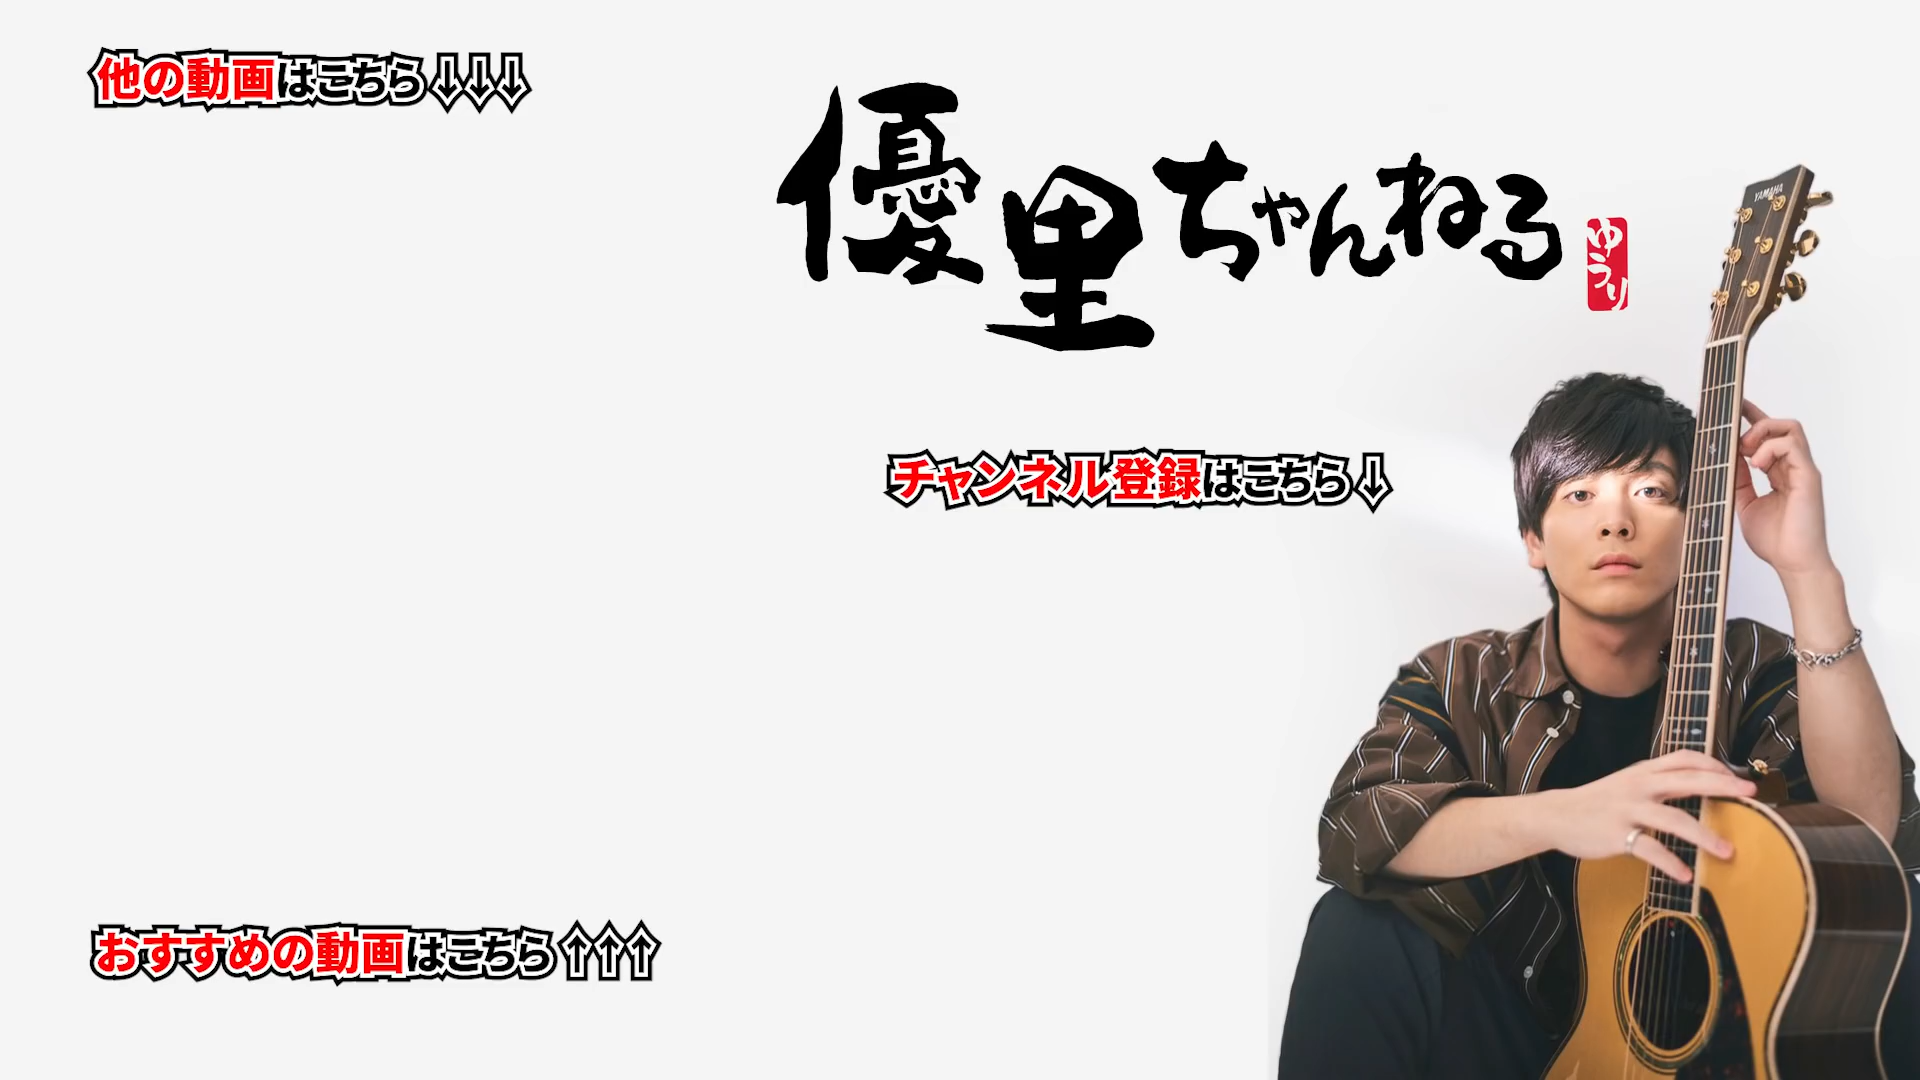 他の動画はこちら↓↓↓
優里ちゃんねる
ゆうり
YAMAHA
チャンネル登録はこちら↓
おすすめの動画はこちら↑↑↑